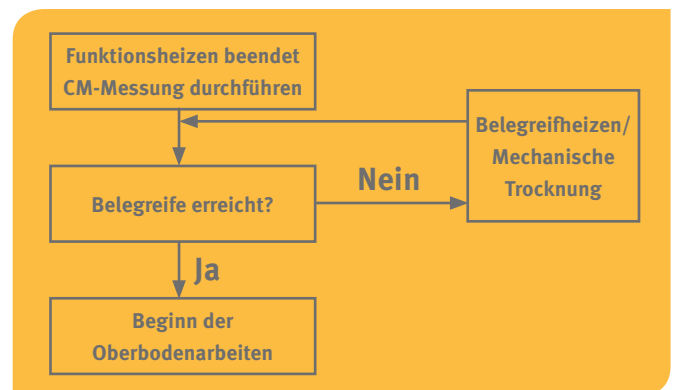 Funktionsheizen beendet
CM-Messung durchführen
Belegreifheizen/
Mechanische
Trocknung
Nein
Belegreife erreicht?
Ja
Beginn der
Oberbodenarbeiten